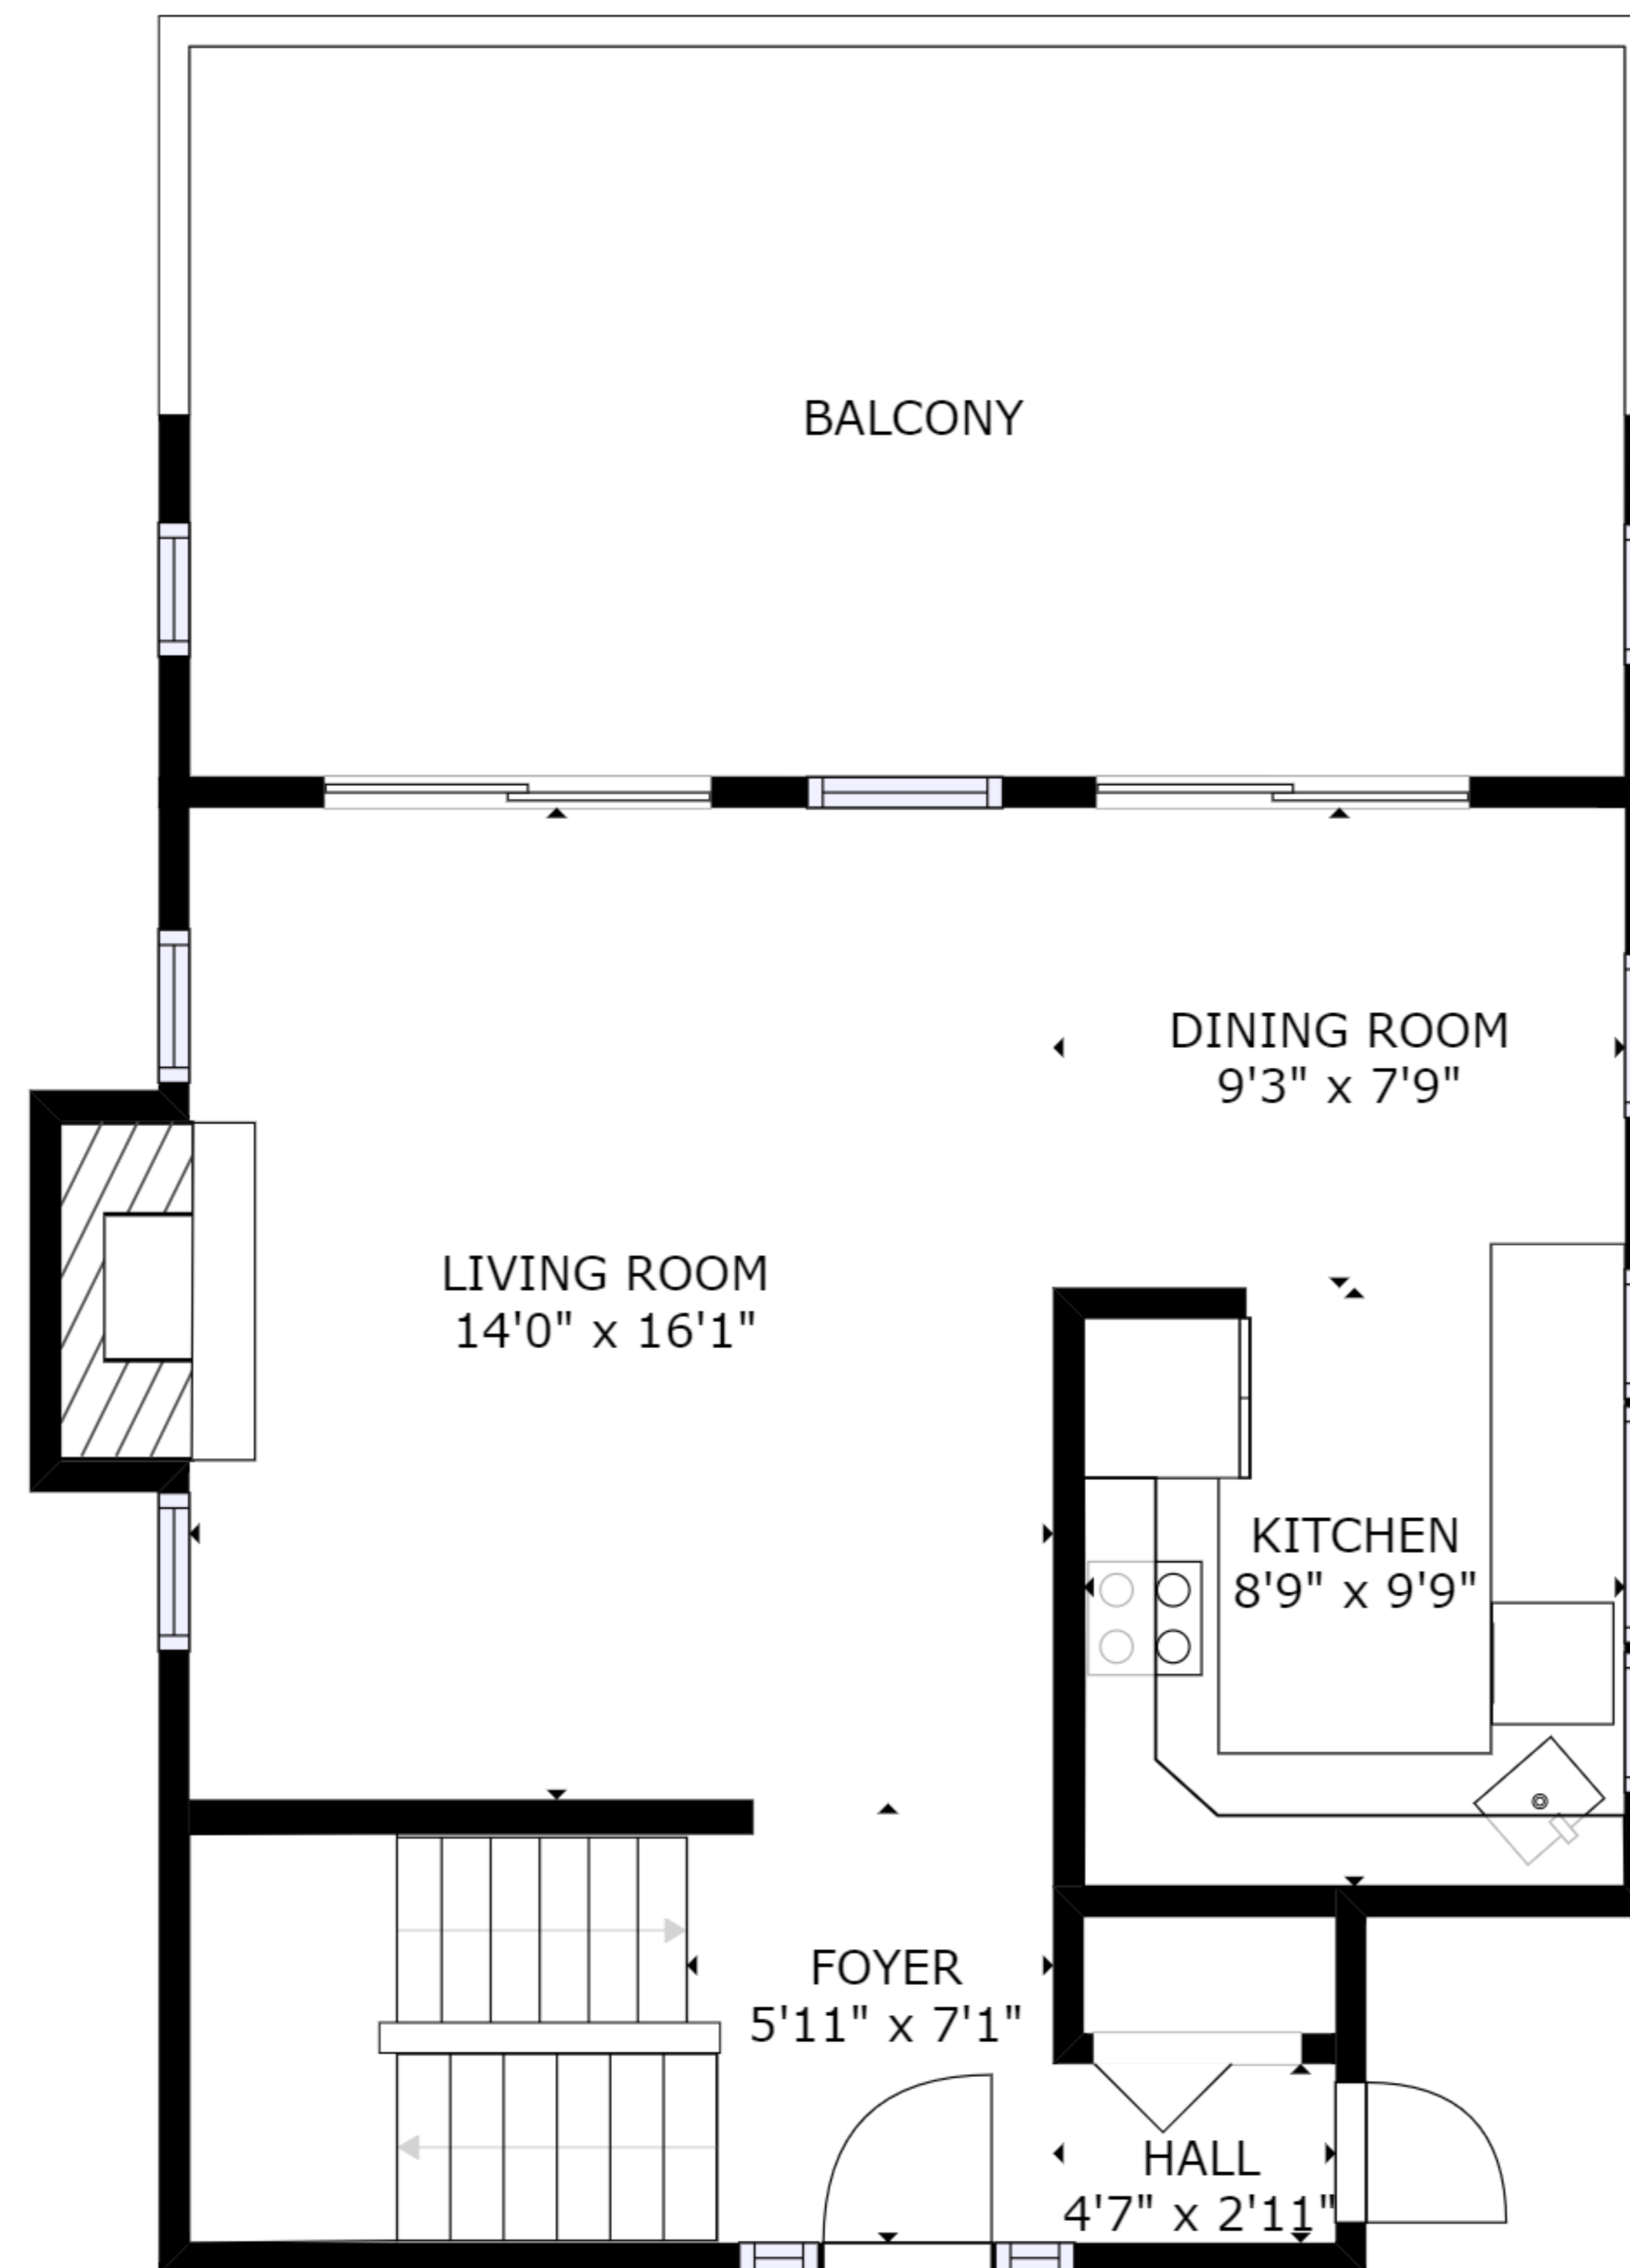 BALCONY
DINING ROOM
9'3" x 7'9"
LIVING ROOM
14'0" x 16'1"
KITCHEN
8'9" x 9'9"
FOYER
5'11" x 7'1"
HALL
4'7" x 2'11"